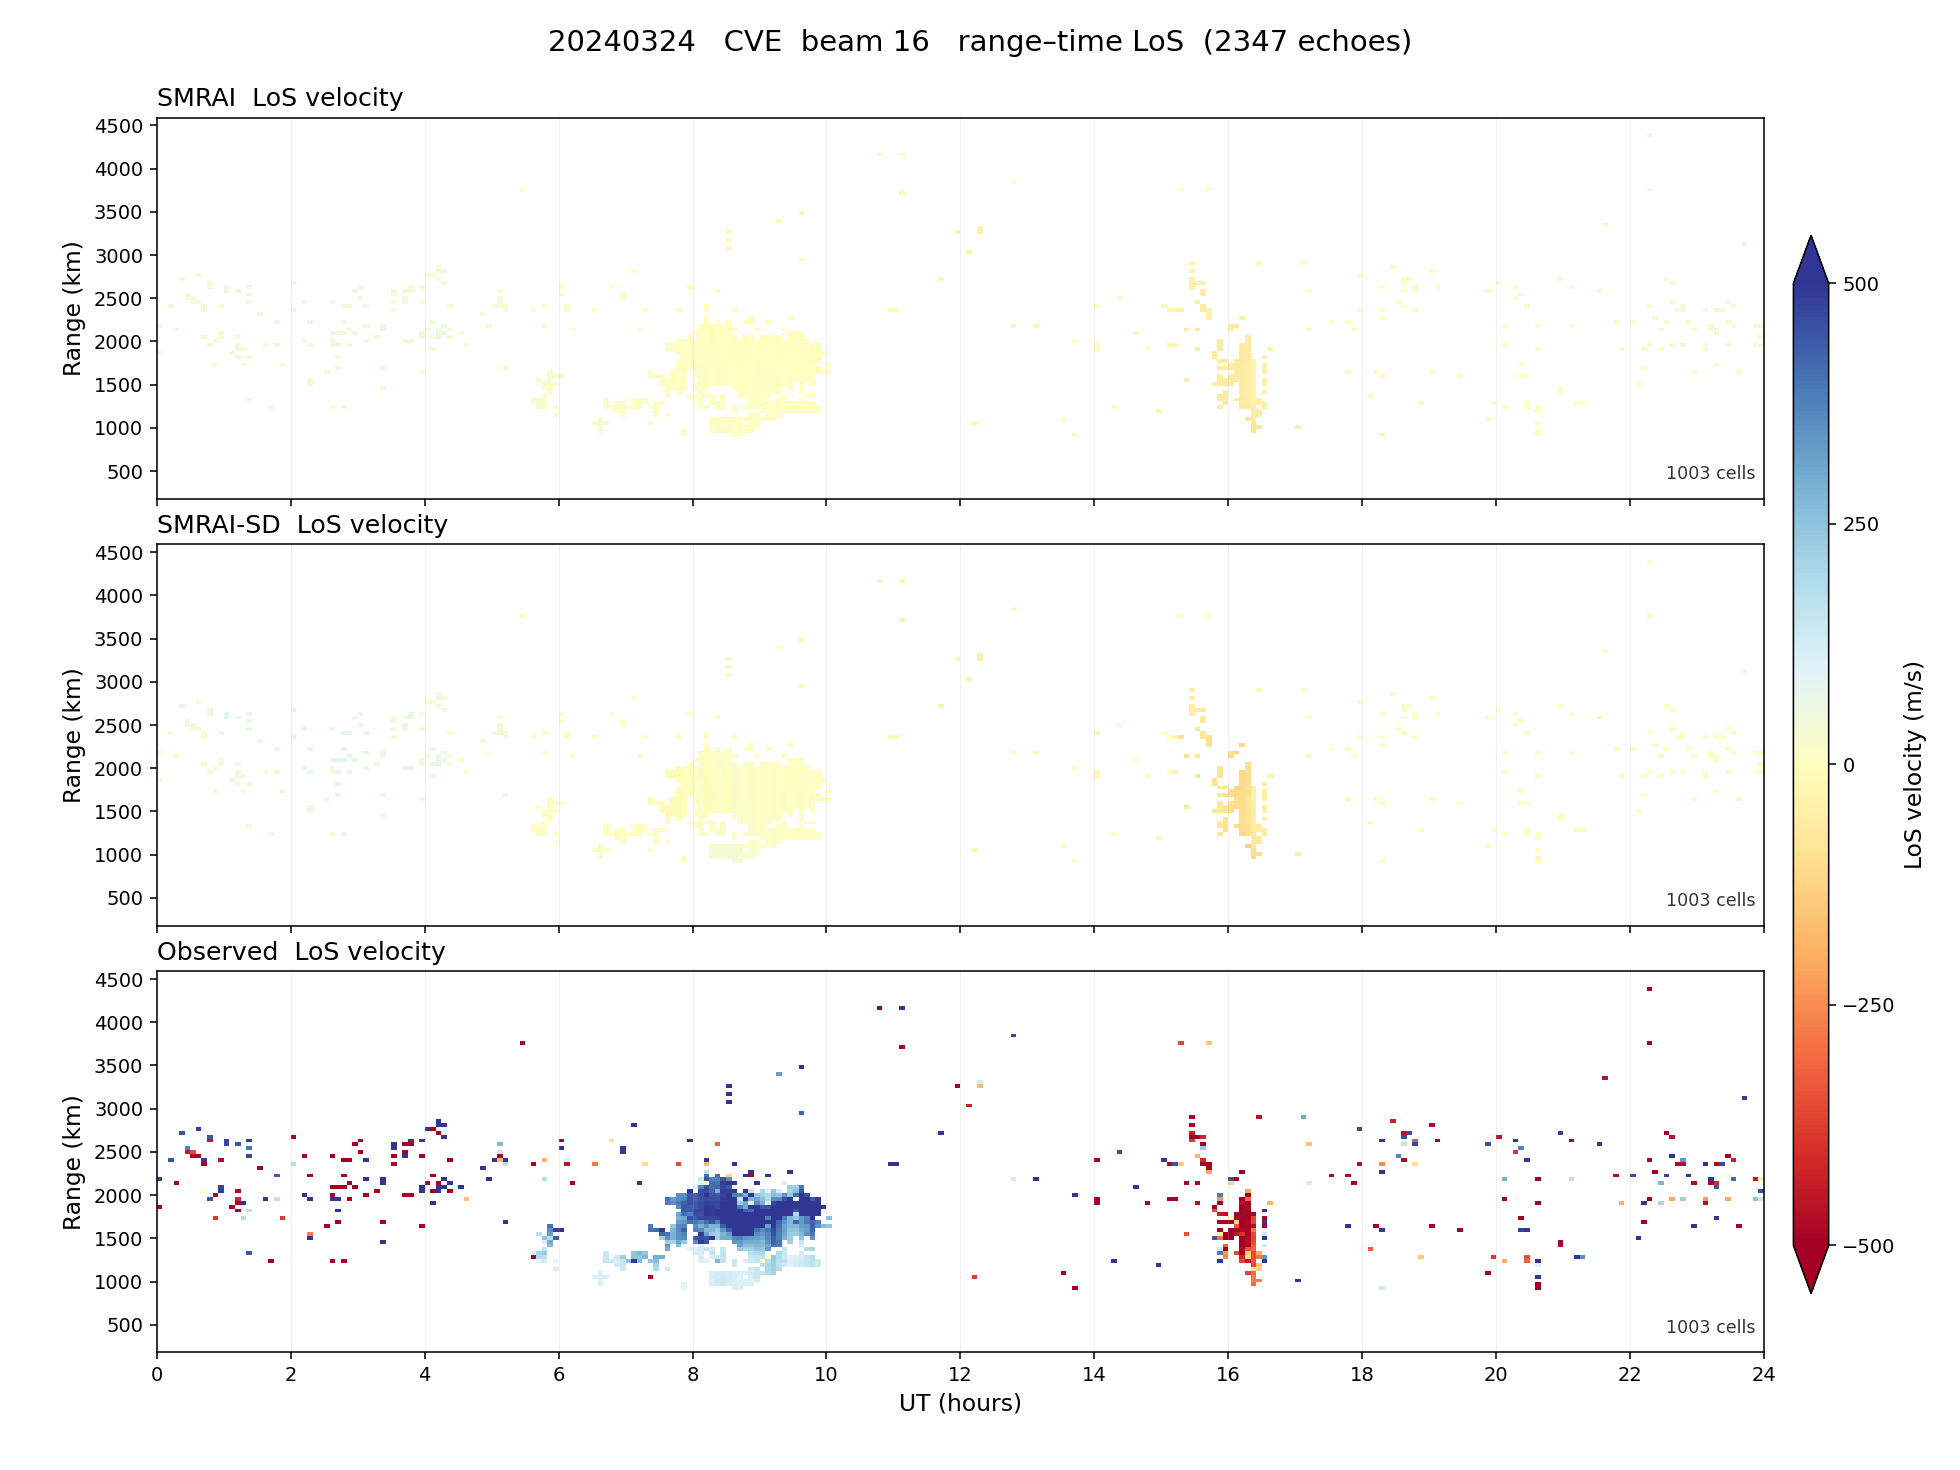 20240324   CVE  beam 16   range–time LoS  (2347 echoes)
SMRAI  LoS velocity
4500
4000
3500
3000
2500
2000
1500
1000
500
Range (km)
1003 cells
SMRAI-SD  LoS velocity
4500
4000
3500
3000
2500
2000
1500
1000
500
Range (km)
1003 cells
Observed  LoS velocity
4500
4000
3500
3000
2500
2000
1500
1000
500
Range (km)
1003 cells
0 2 4 6 8 10 12 14 16 18 20 22 24
UT (hours)
500
250
0
−250
−500
LoS velocity (m/s)